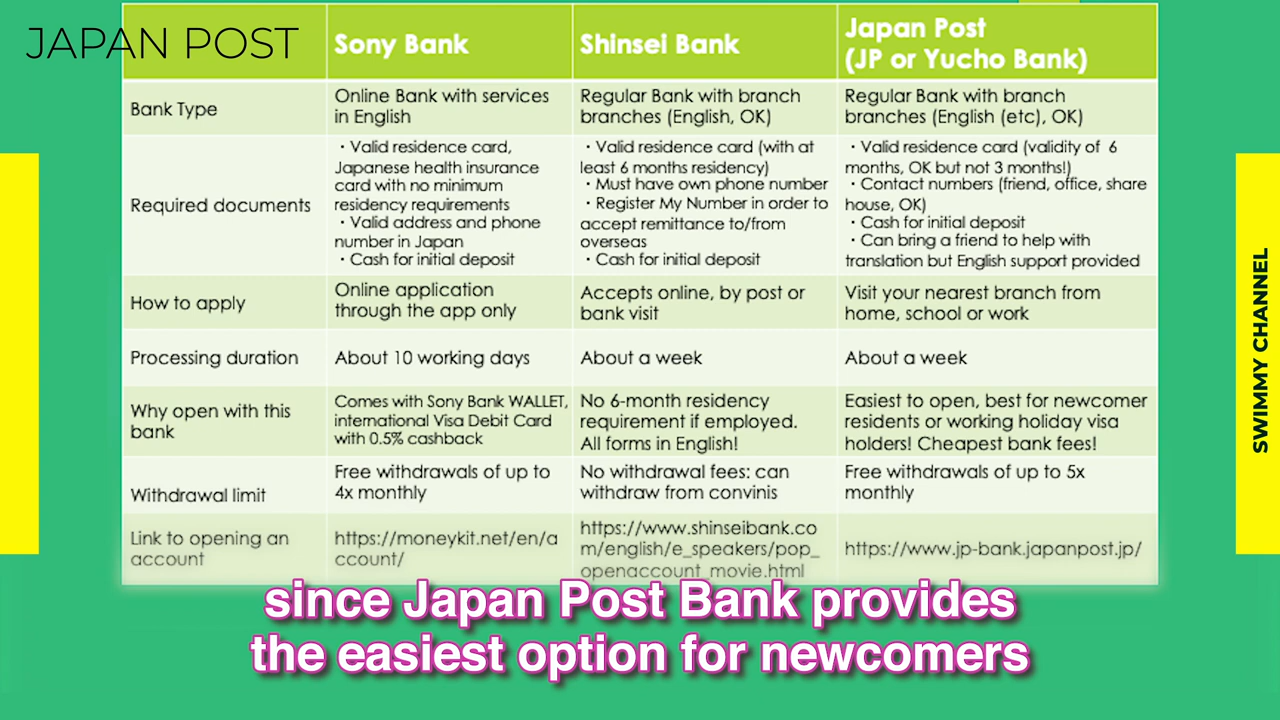 JAPAN POST
Sony Bank
Shinsei Bank
Japan Post
(JP or Yucho Bank)
Bank Type
Online Bank with services
in English
Regular Bank with branch
branches (English, OK)
Regular Bank with branch
branches (English (etc), OK)
Required documents
・Valid residence card,
Japanese health insurance
card with no minimum
residency requirements
・Valid address and phone
number in Japan
・Cash for initial deposit
・Valid residence card (with at
least 6 months residency)
・Must have own phone number
・Register My Number in order to
accept remittance to/from
overseas
・Cash for initial deposit
・Valid residence card (validity of 6
months, OK but not 3 months!)
・Contact numbers (friend, office, share
house, OK)
・Cash for initial deposit
・Can bring a friend to help with
translation but English support provided
How to apply
Online application
through the app only
Accepts online, by post or
bank visit
Visit your nearest branch from
home, school or work
Processing duration
About 10 working days
About a week
About a week
Why open with this
bank
Comes with Sony Bank WALLET,
international Visa Debit Card
with 0.5% cashback
No 6-month residency
requirement if employed.
All forms in English!
Easiest to open, best for newcomer
residents or working holiday visa
holders! Cheapest bank fees!
Withdrawal limit
Free withdrawals of up to
4x monthly
No withdrawal fees: can
withdraw from convinis
Free withdrawals of up to 5x
monthly
Link to opening an
account
https://moneykit.net/en/a
ccount/
https://www.shinseibank.co
m/english/e_speakers/pop_
openaccount_movie.html
https://www.jp-bank.japanpost.jp/
SWIMMY CHANNEL
since Japan Post Bank provides
the easiest option for newcomers